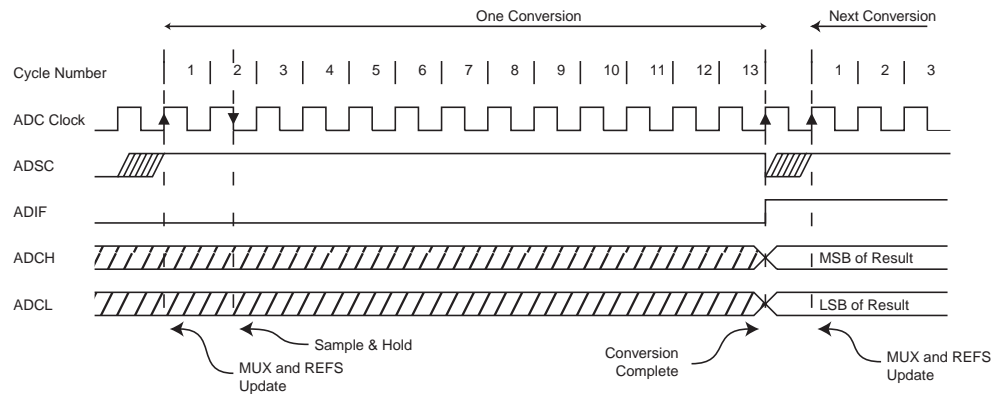 One Conversion Next Conversion
Cycle Number 1 2 3 4 5 6 7 8 9 10 11 12 13 1 2 3
ADC Clock
ADSC
ADIF
ADCH MSB of Result
ADCL LSB of Result
Sample & Hold
MUX and REFS
Update
Conversion
Complete
MUX and REFS
Update